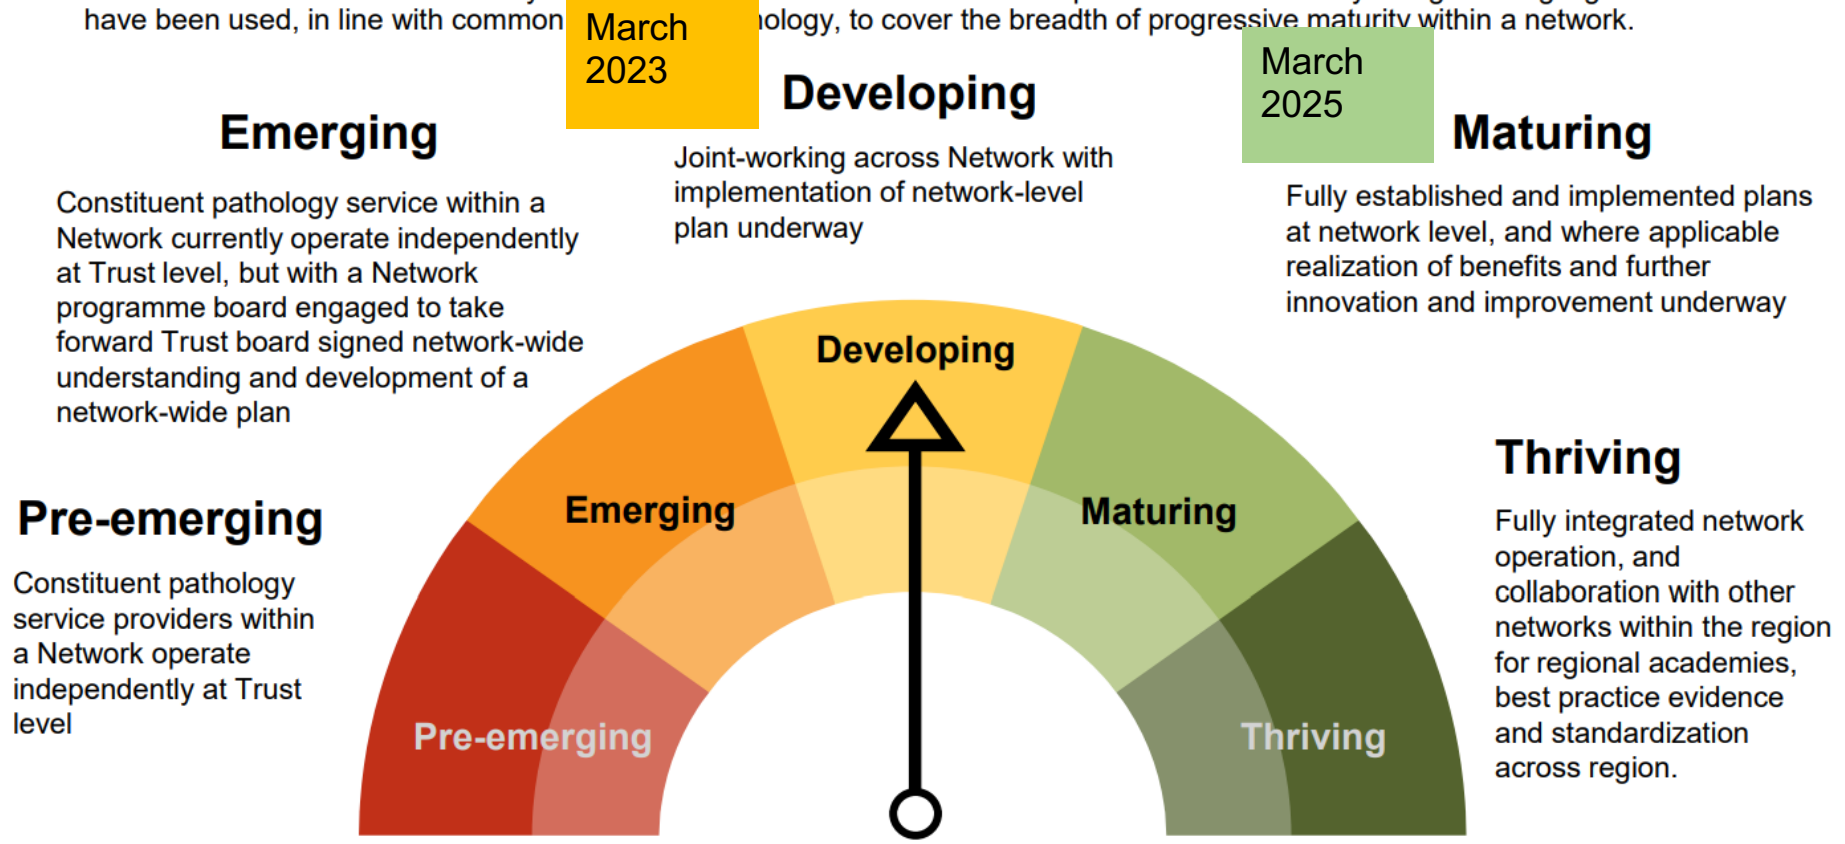 have been used, in line with common
ology, to cover the breadth of progressive maturity within a network.
March
2023
March
2025
Developing
Joint-working across Network with
implementation of network-level
plan underway
Emerging
Constituent pathology service within a
Network currently operate independently
at Trust level, but with a Network
programme board engaged to take
forward Trust board signed network-wide
understanding and development of a
network-wide plan
Maturing
Fully established and implemented plans
at network level, and where applicable
realization of benefits and further
innovation and improvement underway
Pre-emerging
Constituent pathology
service providers within
a Network operate
independently at Trust
level
Thriving
Fully integrated network
operation, and
collaboration with other
networks within the region
for regional academies,
best practice evidence
and standardization
across region.
Developing
Emerging
Maturing
Pre-emerging
Thriving